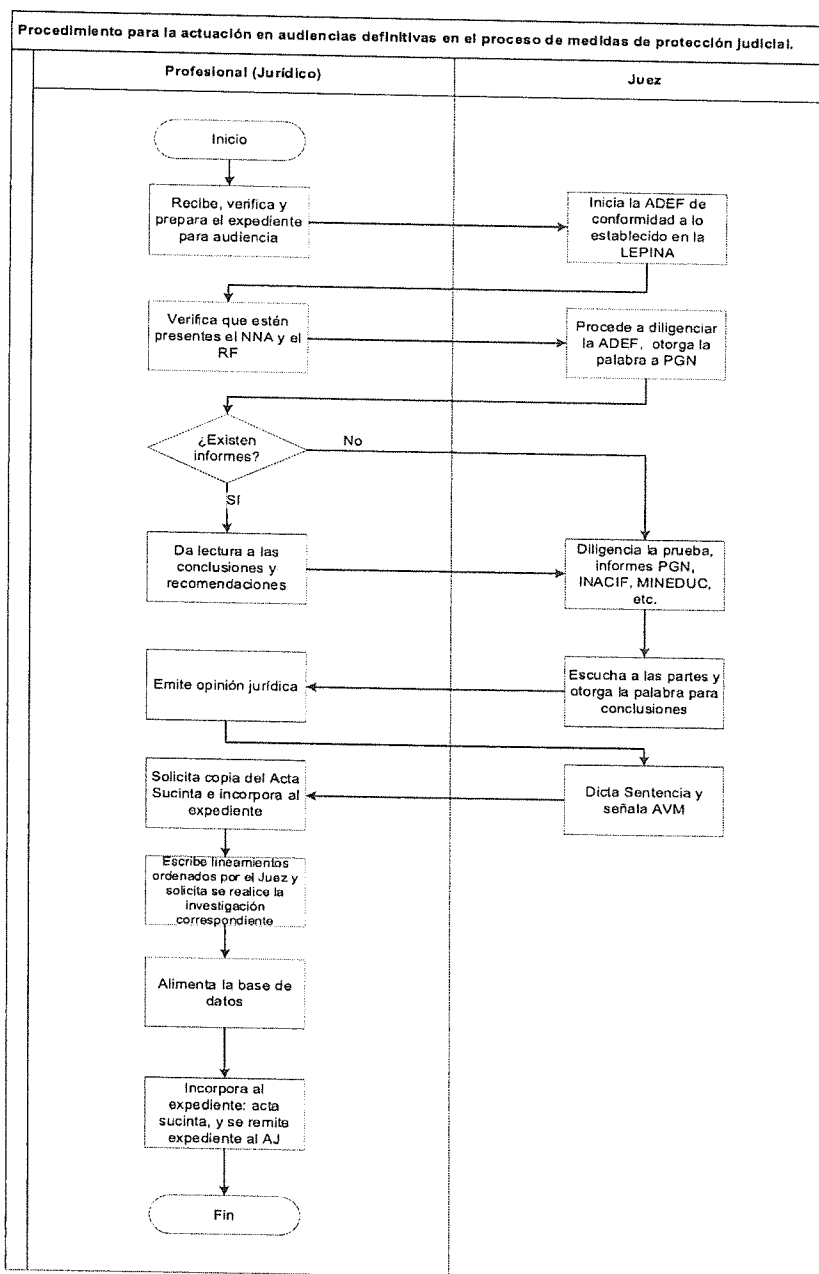 Procedimiento para la actuación en audiencias definitivas en el proceso de medidas de protección judicial.
Profesional (Jurídico)
Juez
Inicio
Recibe, verifica y
prepara el expediente
para audiencia
Inicia la ADEF de
conformidad a lo
establecido en la
LEPINA
Verifica que estén
presentes el NNA y el
RF
Procede a diligenciar
la ADEF, otorga la
palabra a PGN
¿Existen
informes?
No
Sí
Da lectura a las
conclusiones y
recomendaciones
Diligencia la prueba,
informes PGN,
INACIF, MINEDUC,
etc.
Emite opinión jurídica
Escucha a las partes y
otorga la palabra para
conclusiones
Solicita copia del Acta
Sucinta e incorpora al
expediente
Dicta Sentencia y
señala AVM
Escribe lineamientos
ordenados por el Juez y
solicita se realice la
investigación
correspondiente
Alimenta la base de
datos
Incorpora al
expediente: acta
sucinta, y se remite
expediente al AJ
Fin